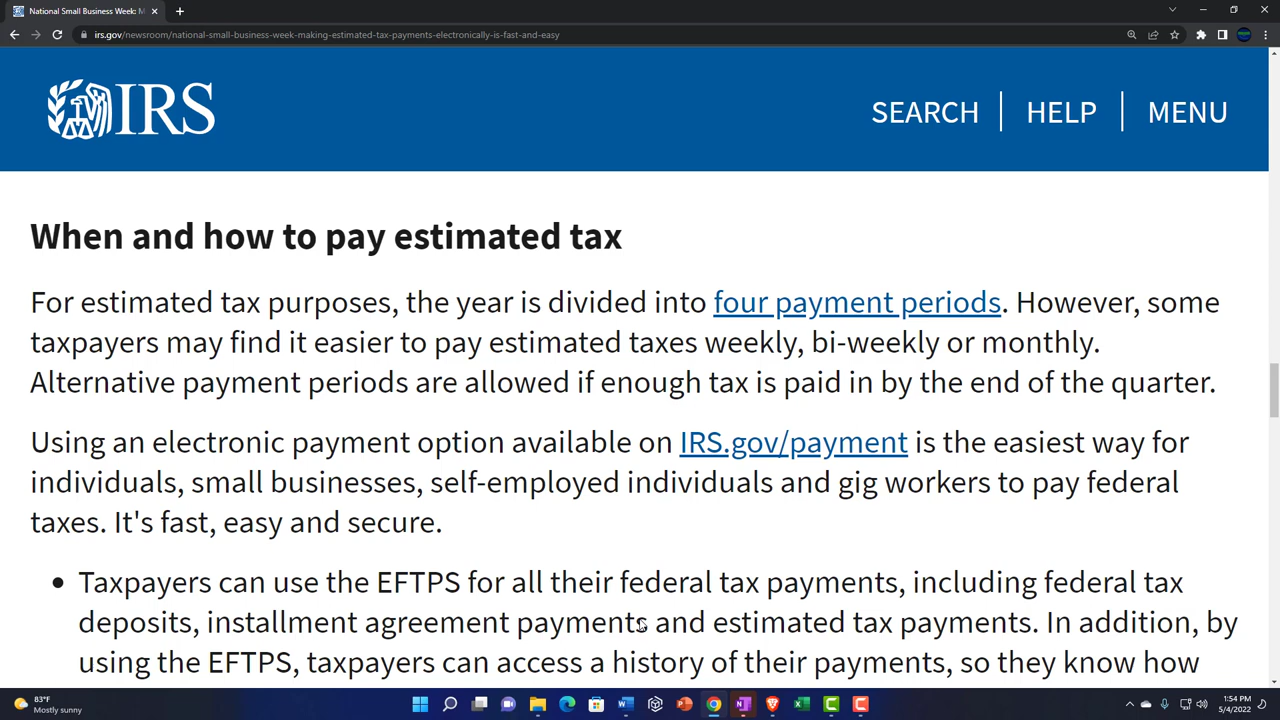 National Small Business Week: M
irs.gov/newsroom/national-small-business-week-making-estimated-tax-payments-electronically-is-fast-and-easy
IRS
SEARCH HELP MENU
When and how to pay estimated tax
For estimated tax purposes, the year is divided into four payment periods. However, some
taxpayers may find it easier to pay estimated taxes weekly, bi-weekly or monthly.
Alternative payment periods are allowed if enough tax is paid in by the end of the quarter.
Using an electronic payment option available on IRS.gov/payment is the easiest way for
individuals, small businesses, self-employed individuals and gig workers to pay federal
taxes. It's fast, easy and secure.
• Taxpayers can use the EFTPS for all their federal tax payments, including federal tax
deposits, installment agreement payments and estimated tax payments. In addition, by
using the EFTPS, taxpayers can access a history of their payments, so they know how
83°F
Mostly sunny
1:54 PM
5/4/2022